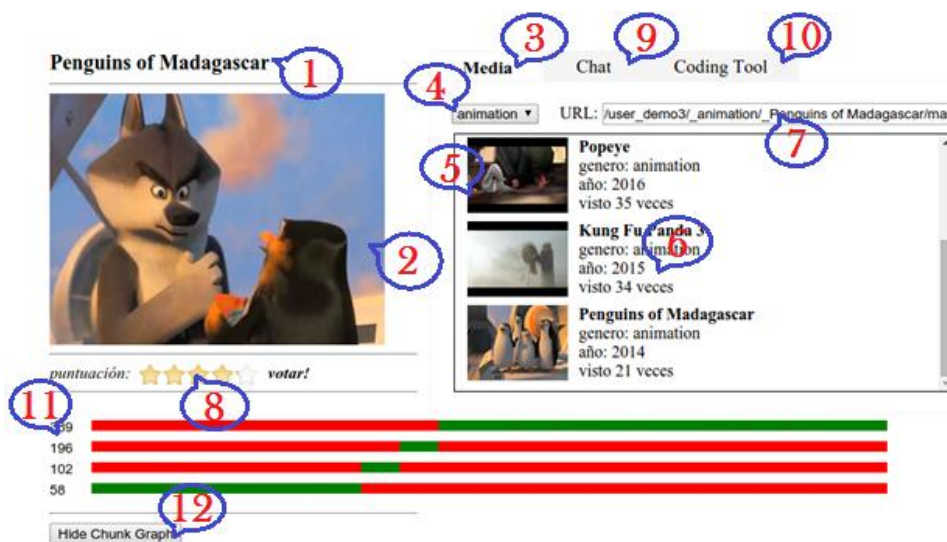 Penguins of Madagascar
1
3
9
10
Media
Chat
Coding Tool
4
animation ▼
URL: /user_demo3/_animation/_Penguins of Madagascar/ma
7
5
Popeye
genero: animation
año: 2016
visto 35 veces
2
Kung Fu Panda 3
6
genero: animation
año: 2015
visto 34 veces
Penguins of Madagascar
genero: animation
año: 2014
visto 21 veces
puntuación:
votar!
8
11
196
102
58
12
Hide Chunk Graph